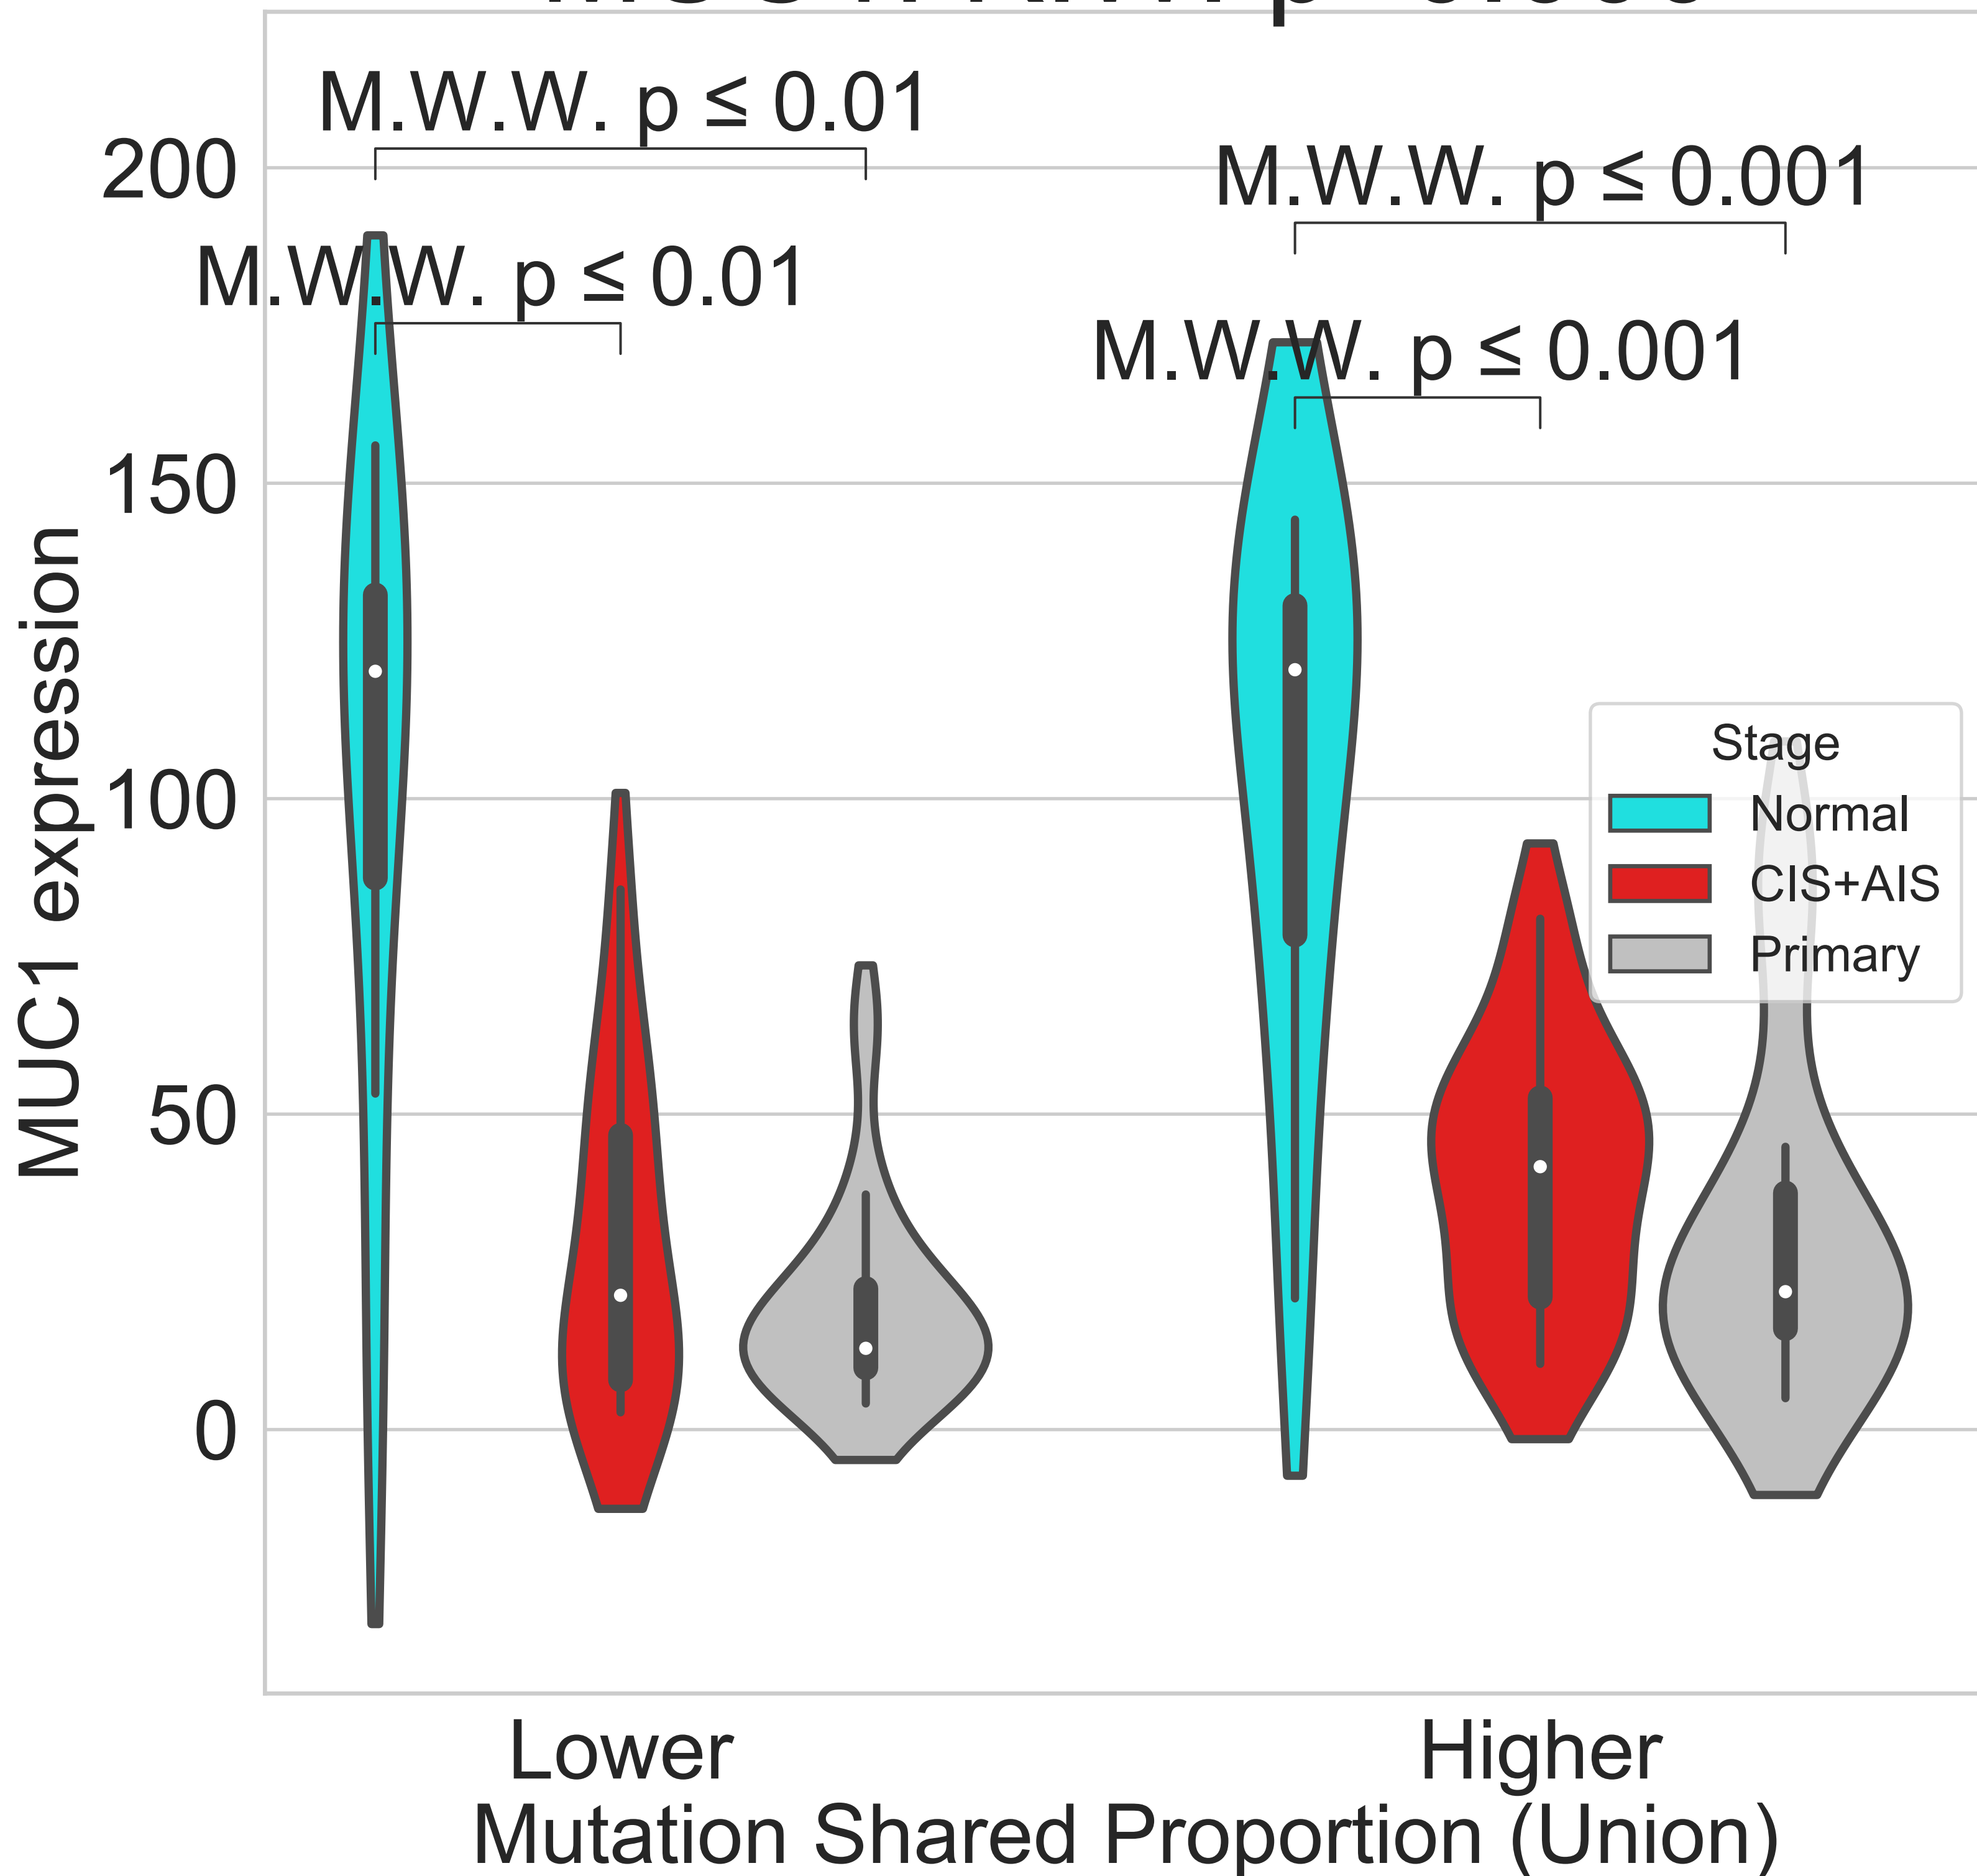 M.W.W. p ≤ 0.01
200
M.W.W. p ≤ 0.001
M.W.W. p ≤ 0.01
M.W.W. p ≤ 0.001
150
MUC1 expression
Stage
100
Normal
CIS+AIS
Primary
50
0
Lower
Higher
Mutation Shared Proportion (Union)